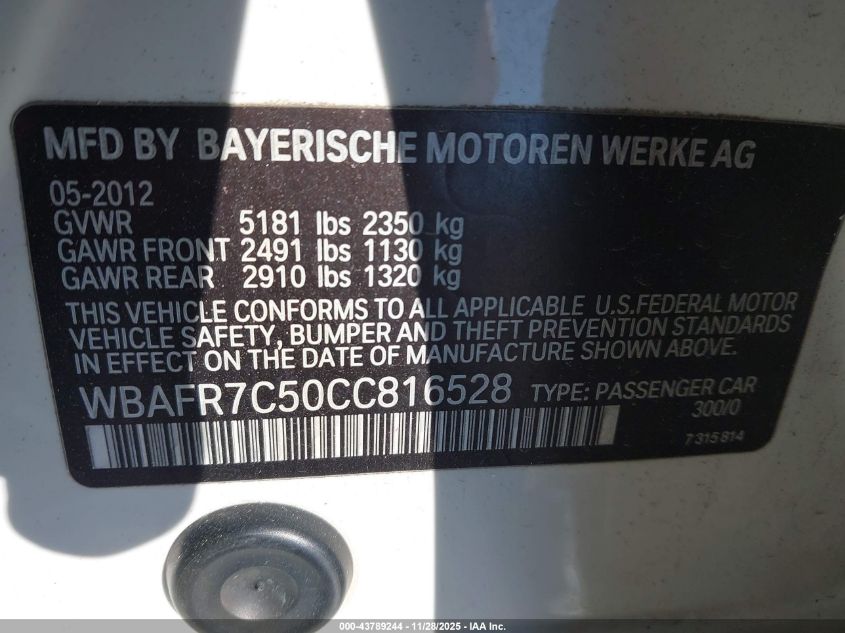 MFD BY BAYERISCHE MOTOREN WERKE AG
05-2012
GVWR 5181 lbs 2350 kg
GAWR FRONT 2491 lbs 1130 kg
GAWR REAR 2910 lbs 1320 kg
THIS VEHICLE CONFORMS TO ALL APPLICABLE U.S.FEDERAL MOTOR
VEHICLE SAFETY, BUMPER AND THEFT PREVENTION STANDARDS
IN EFFECT ON THE DATE OF MANUFACTURE SHOWN ABOVE.
WBAFR7C50CC816528 TYPE: PASSENGER CAR
300/0
7 315 814
000-43789244 | 11/28/2025 - IAA Inc.